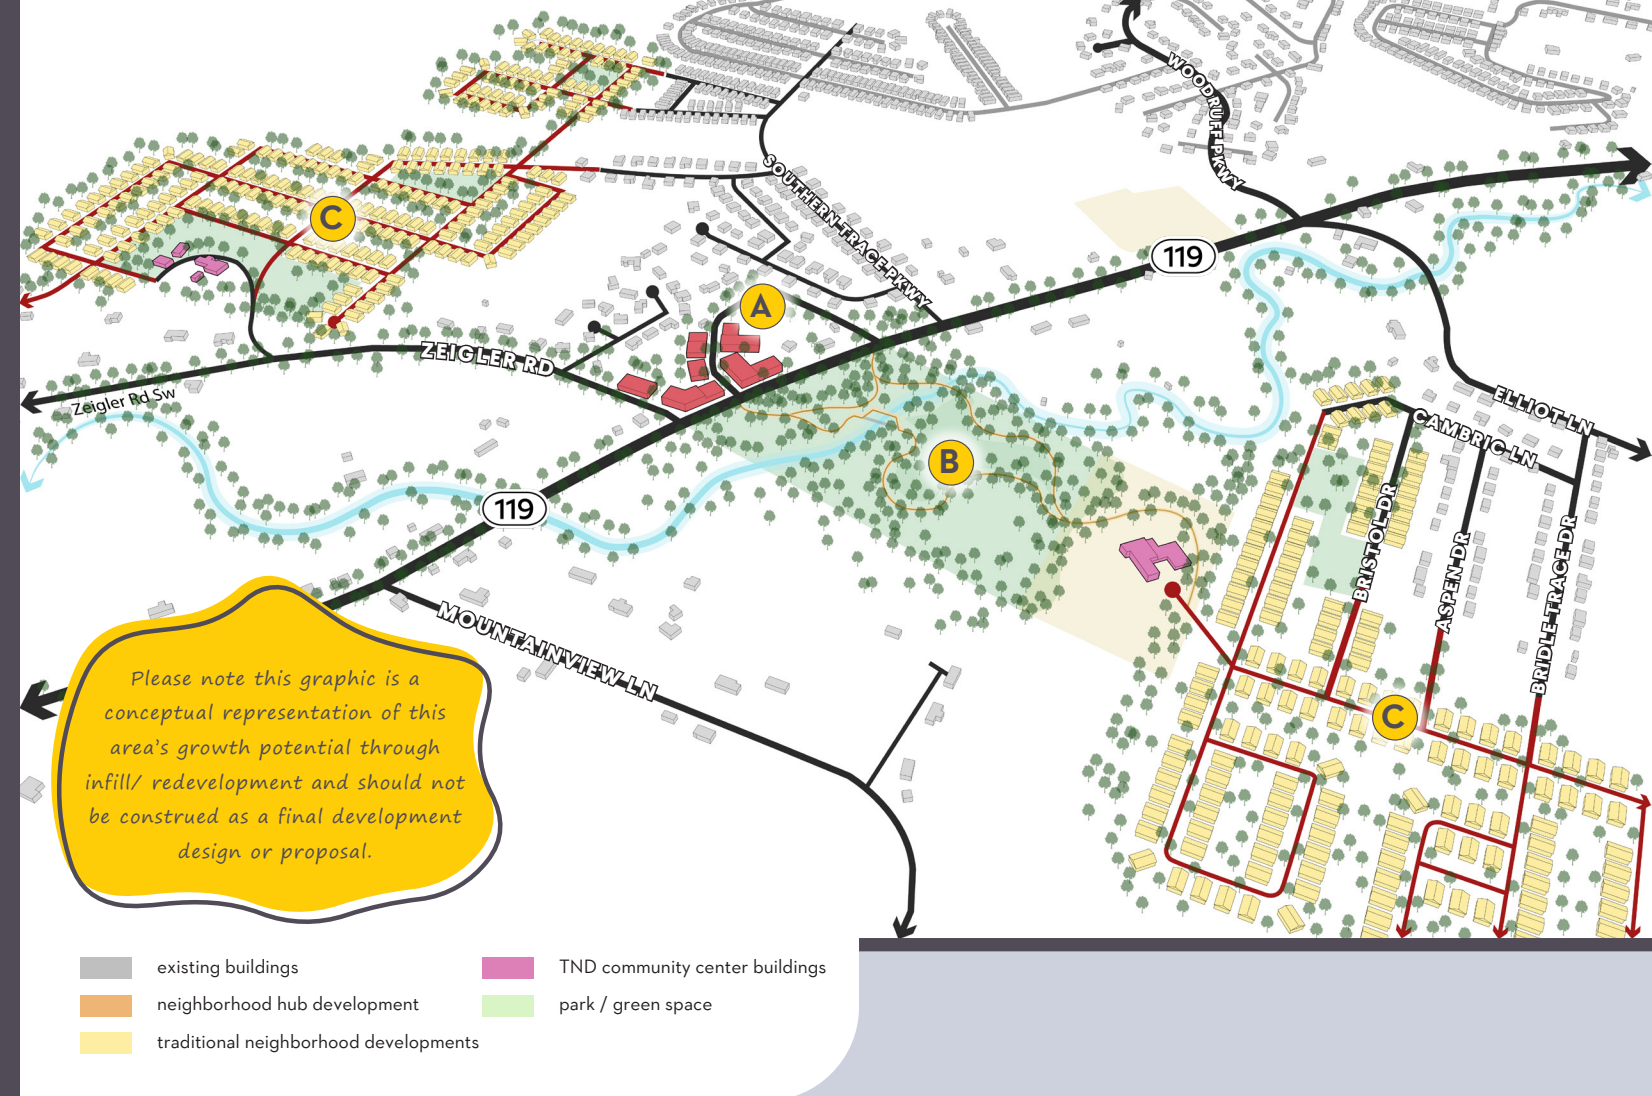 WOODRUFF PKWY
SOUTHERN TRACE PKWY
C
119
A
ZEIGLER RD
Zeigler Rd Sw
ELLIOT LN
CAMBRIC LN
B
119
BRISTOL DR
ASPEN DR
BRIDLE TRACE DR
MOUNTAINVIEW LN
C
Please note this graphic is a
conceptual representation of this
area's growth potential through
infill/ redevelopment and should not
be construed as a final development
design or proposal.
existing buildings
neighborhood hub development
traditional neighborhood developments
TND community center buildings
park / green space